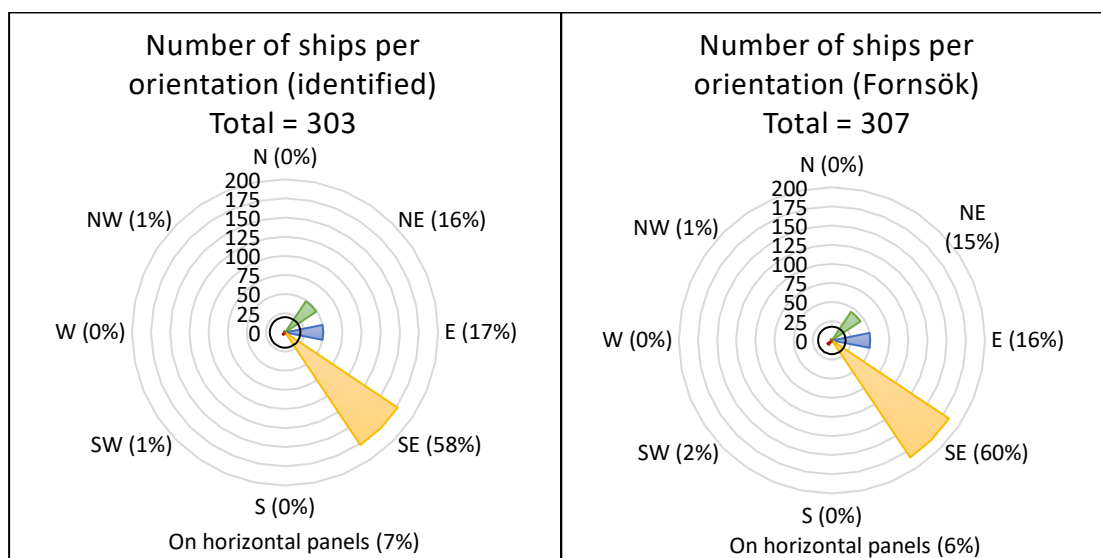 Number of ships per
orientation (identified)
Total = 303
N (0%)
200
175
150
125
100
75
50
25
0
NW (1%)
NE (16%)
W (0%)
E (17%)
SW (1%)
SE (58%)
S (0%)
On horizontal panels (7%)
Number of ships per
orientation (Fornsök)
Total = 307
N (0%)
200
175
150
125
100
75
50
25
0
NW (1%)
NE
(15%)
W (0%)
E (16%)
SW (2%)
SE (60%)
S (0%)
On horizontal panels (6%)